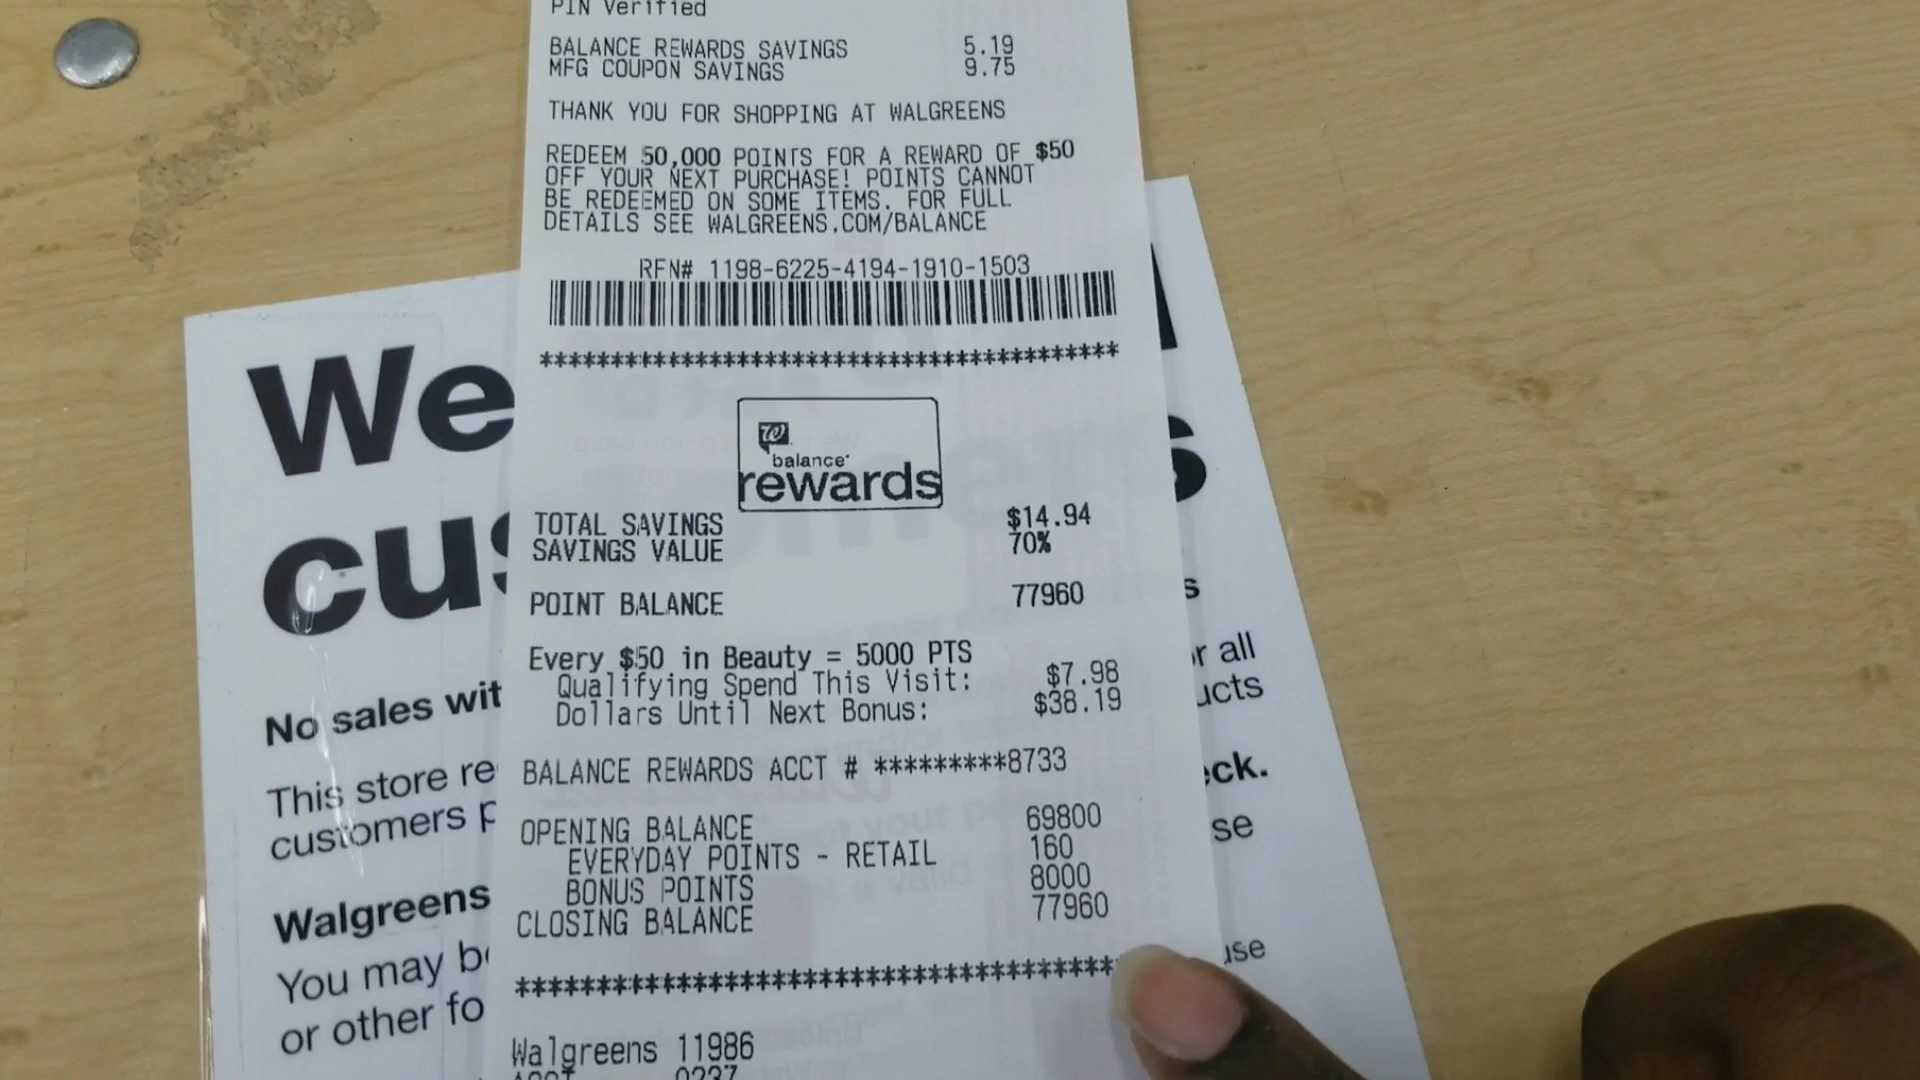 PIN Verified
BALANCE REWARDS SAVINGS 5.19
MFG COUPON SAVINGS 9.75
THANK YOU FOR SHOPPING AT WALGREENS
REDEEM 50,000 POINTS FOR A REWARD OF $50
OFF YOUR NEXT PURCHASE! POINTS CANNOT
BE REDEEMED ON SOME ITEMS. FOR FULL
DETAILS SEE WALGREENS.COM/BALANCE
RFN# 1198-6225-4194-1910-1503
****************************************
W
balance
rewards
TOTAL SAVINGS $14.94
SAVINGS VALUE 70%
POINT BALANCE 77960
Every $50 in Beauty = 5000 PTS
Qualifying Spend This Visit: $7.98
Dollars Until Next Bonus: $38.19
BALANCE REWARDS ACCT # *********8733
OPENING BALANCE 69800
EVERYDAY POINTS - RETAIL 160
BONUS POINTS 8000
CLOSING BALANCE 77960
****************************************
Walgreens 11986
ACCT 0237
We
cus
s
No sales wit
s
This store re
r all
customers p
ucts
Walgreens
eck.
You may b
se
or other fo
use